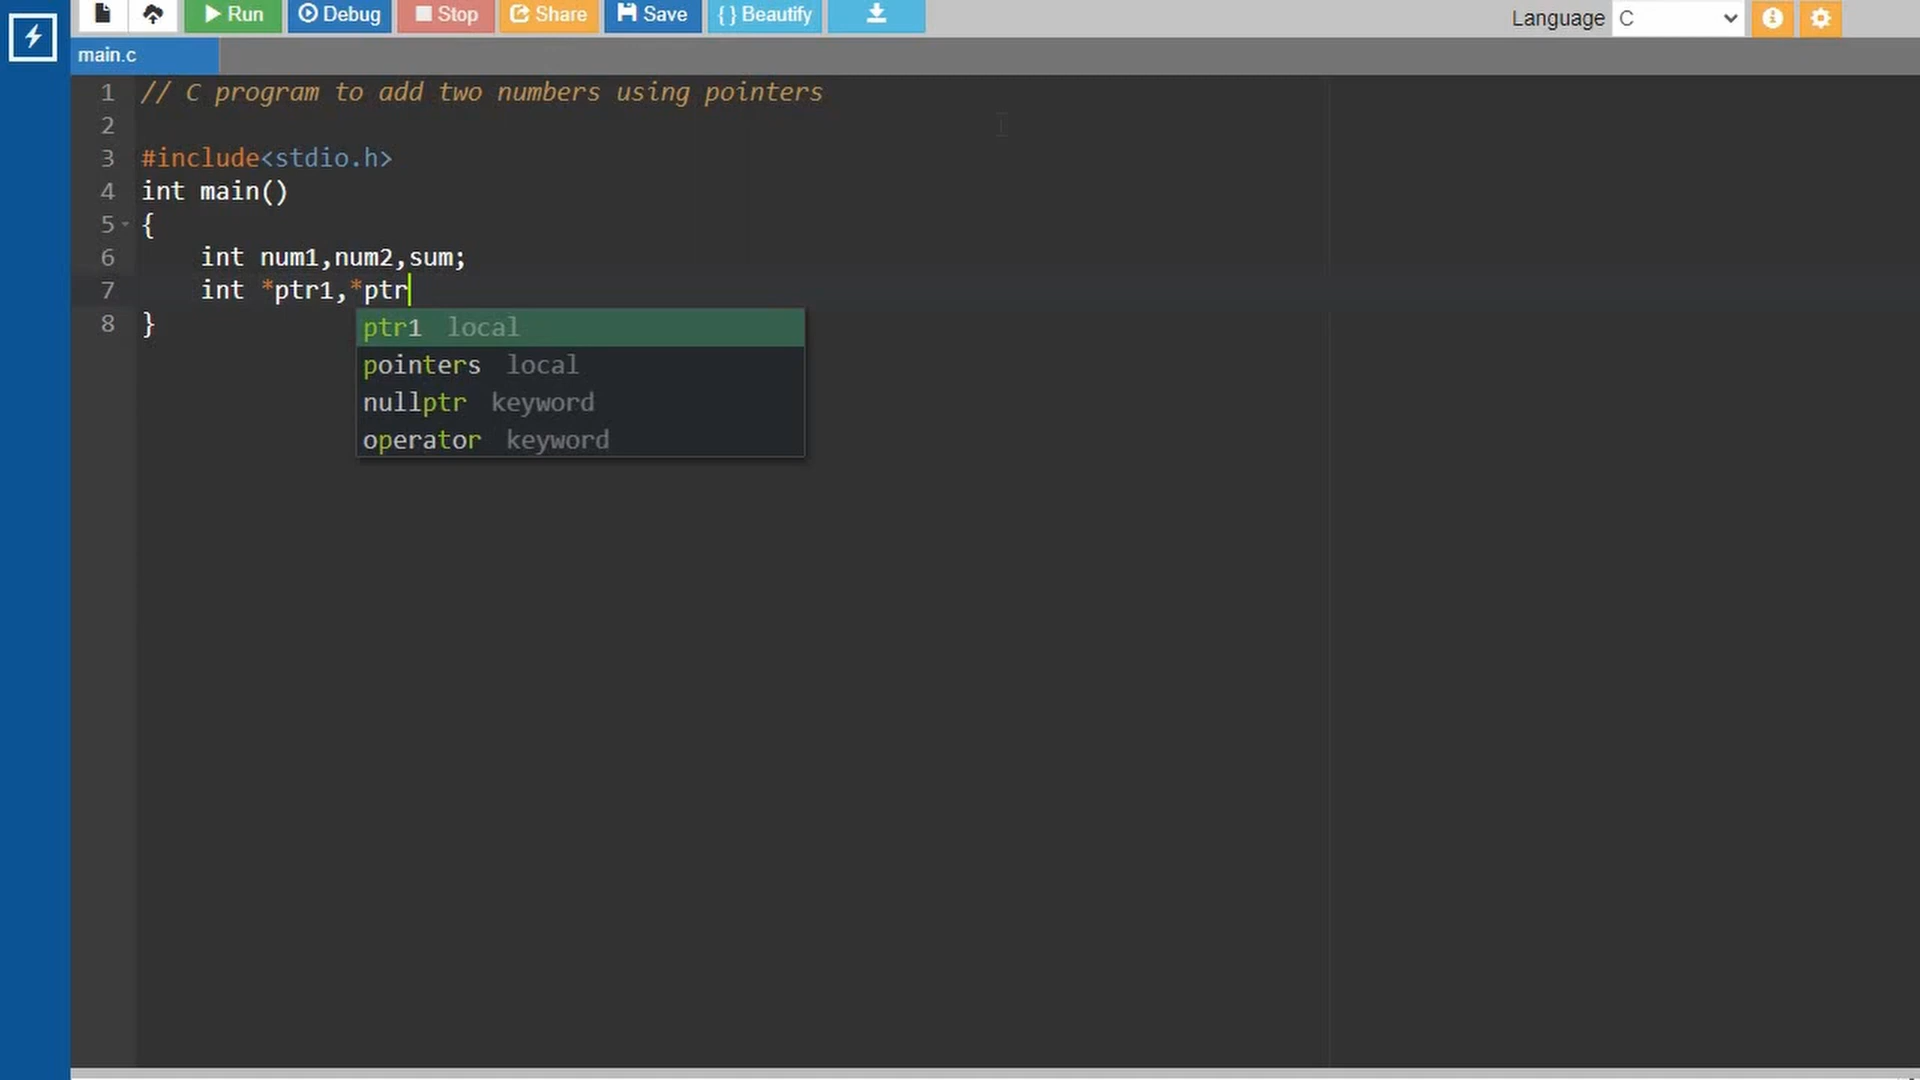 Run Debug Stop Share Save {} Beautify Language C
main.c
1 // C program to add two numbers using pointers
2
3 #include<stdio.h>
4 int main()
5 {
6 int num1,num2,sum;
7 int *ptr1,*ptr
8 }
ptr1 local
pointers local
nullptr keyword
operator keyword